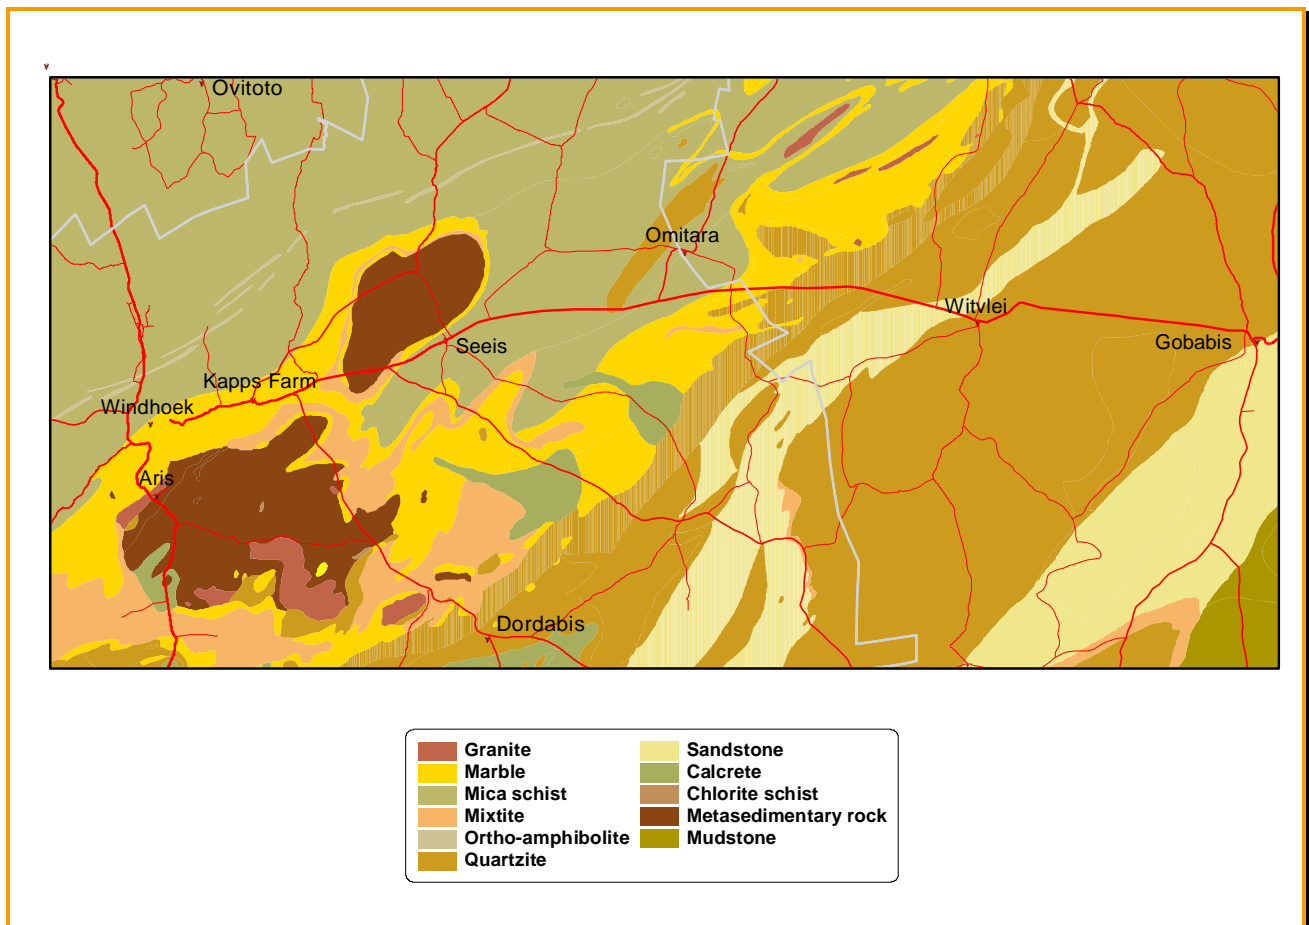 Ovitoto
Omitara
Witvlei
Gobabis
Seeis
Kapps Farm
Windhoek
Aris
Dordabis
Granite
Marble
Mica schist
Mixtite
Ortho-amphibolite
Quartzite
Sandstone
Calcrete
Chlorite schist
Metasedimentary rock
Mudstone